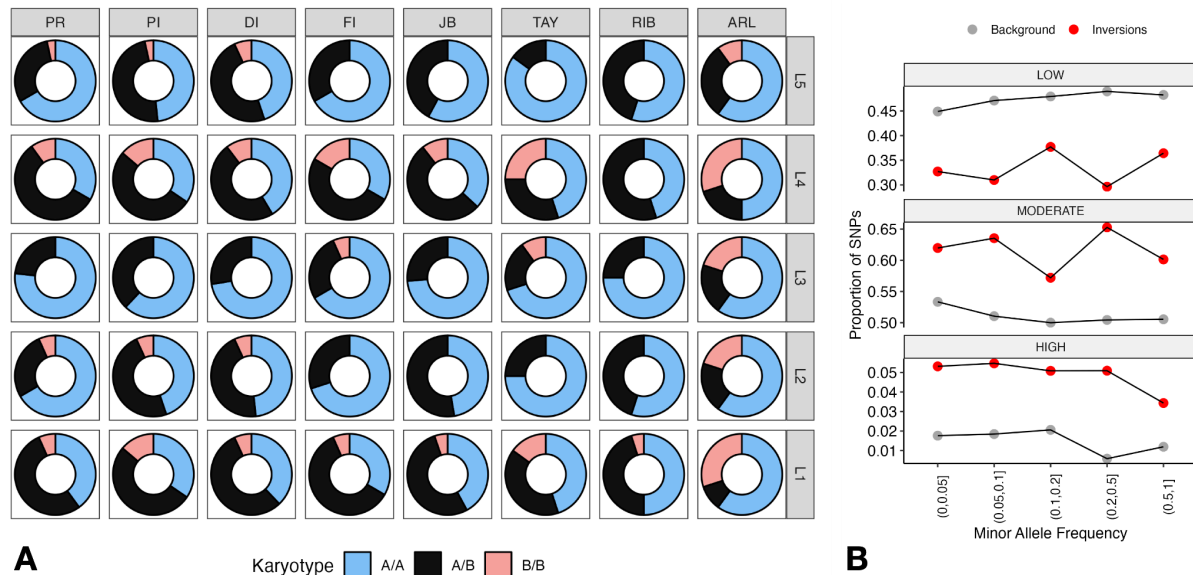 PR PI DI FI JB TAY RIB ARL
L5
L4
L3
L2
L1
A
Karyotype A/A A/B B/B
Background Inversions
LOW
0.45
0.40
0.35
0.30
MODERATE
0.65
0.60
0.55
0.50
HIGH
0.05
0.04
0.03
0.02
0.01
Proportion of SNPs
(0,0.05]
(0.05,0.1]
(0.1,0.2]
(0.2,0.5]
(0.5,1]
Minor Allele Frequency
B